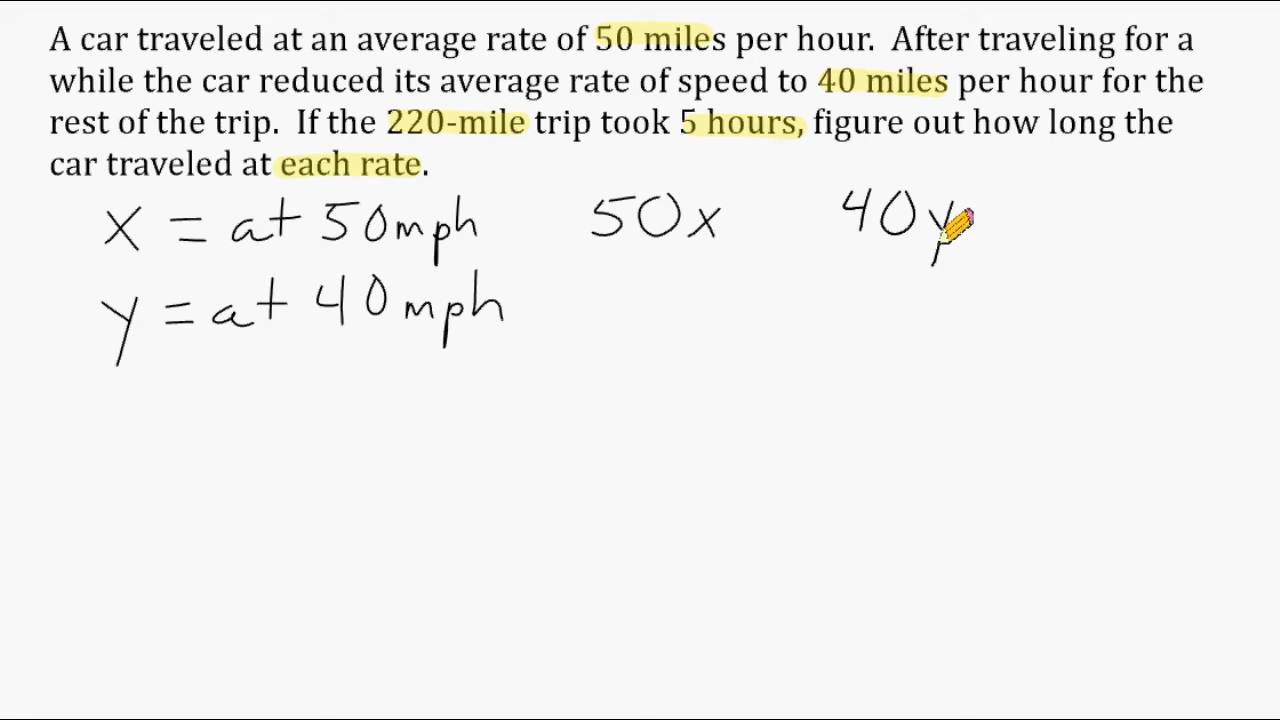 A car traveled at an average rate of 50 miles per hour. After traveling for a
while the car reduced its average rate of speed to 40 miles per hour for the
rest of the trip. If the 220-mile trip took 5 hours, figure out how long the
car traveled at each rate.
x = at 50mph 50x 40y
y = at 40mph